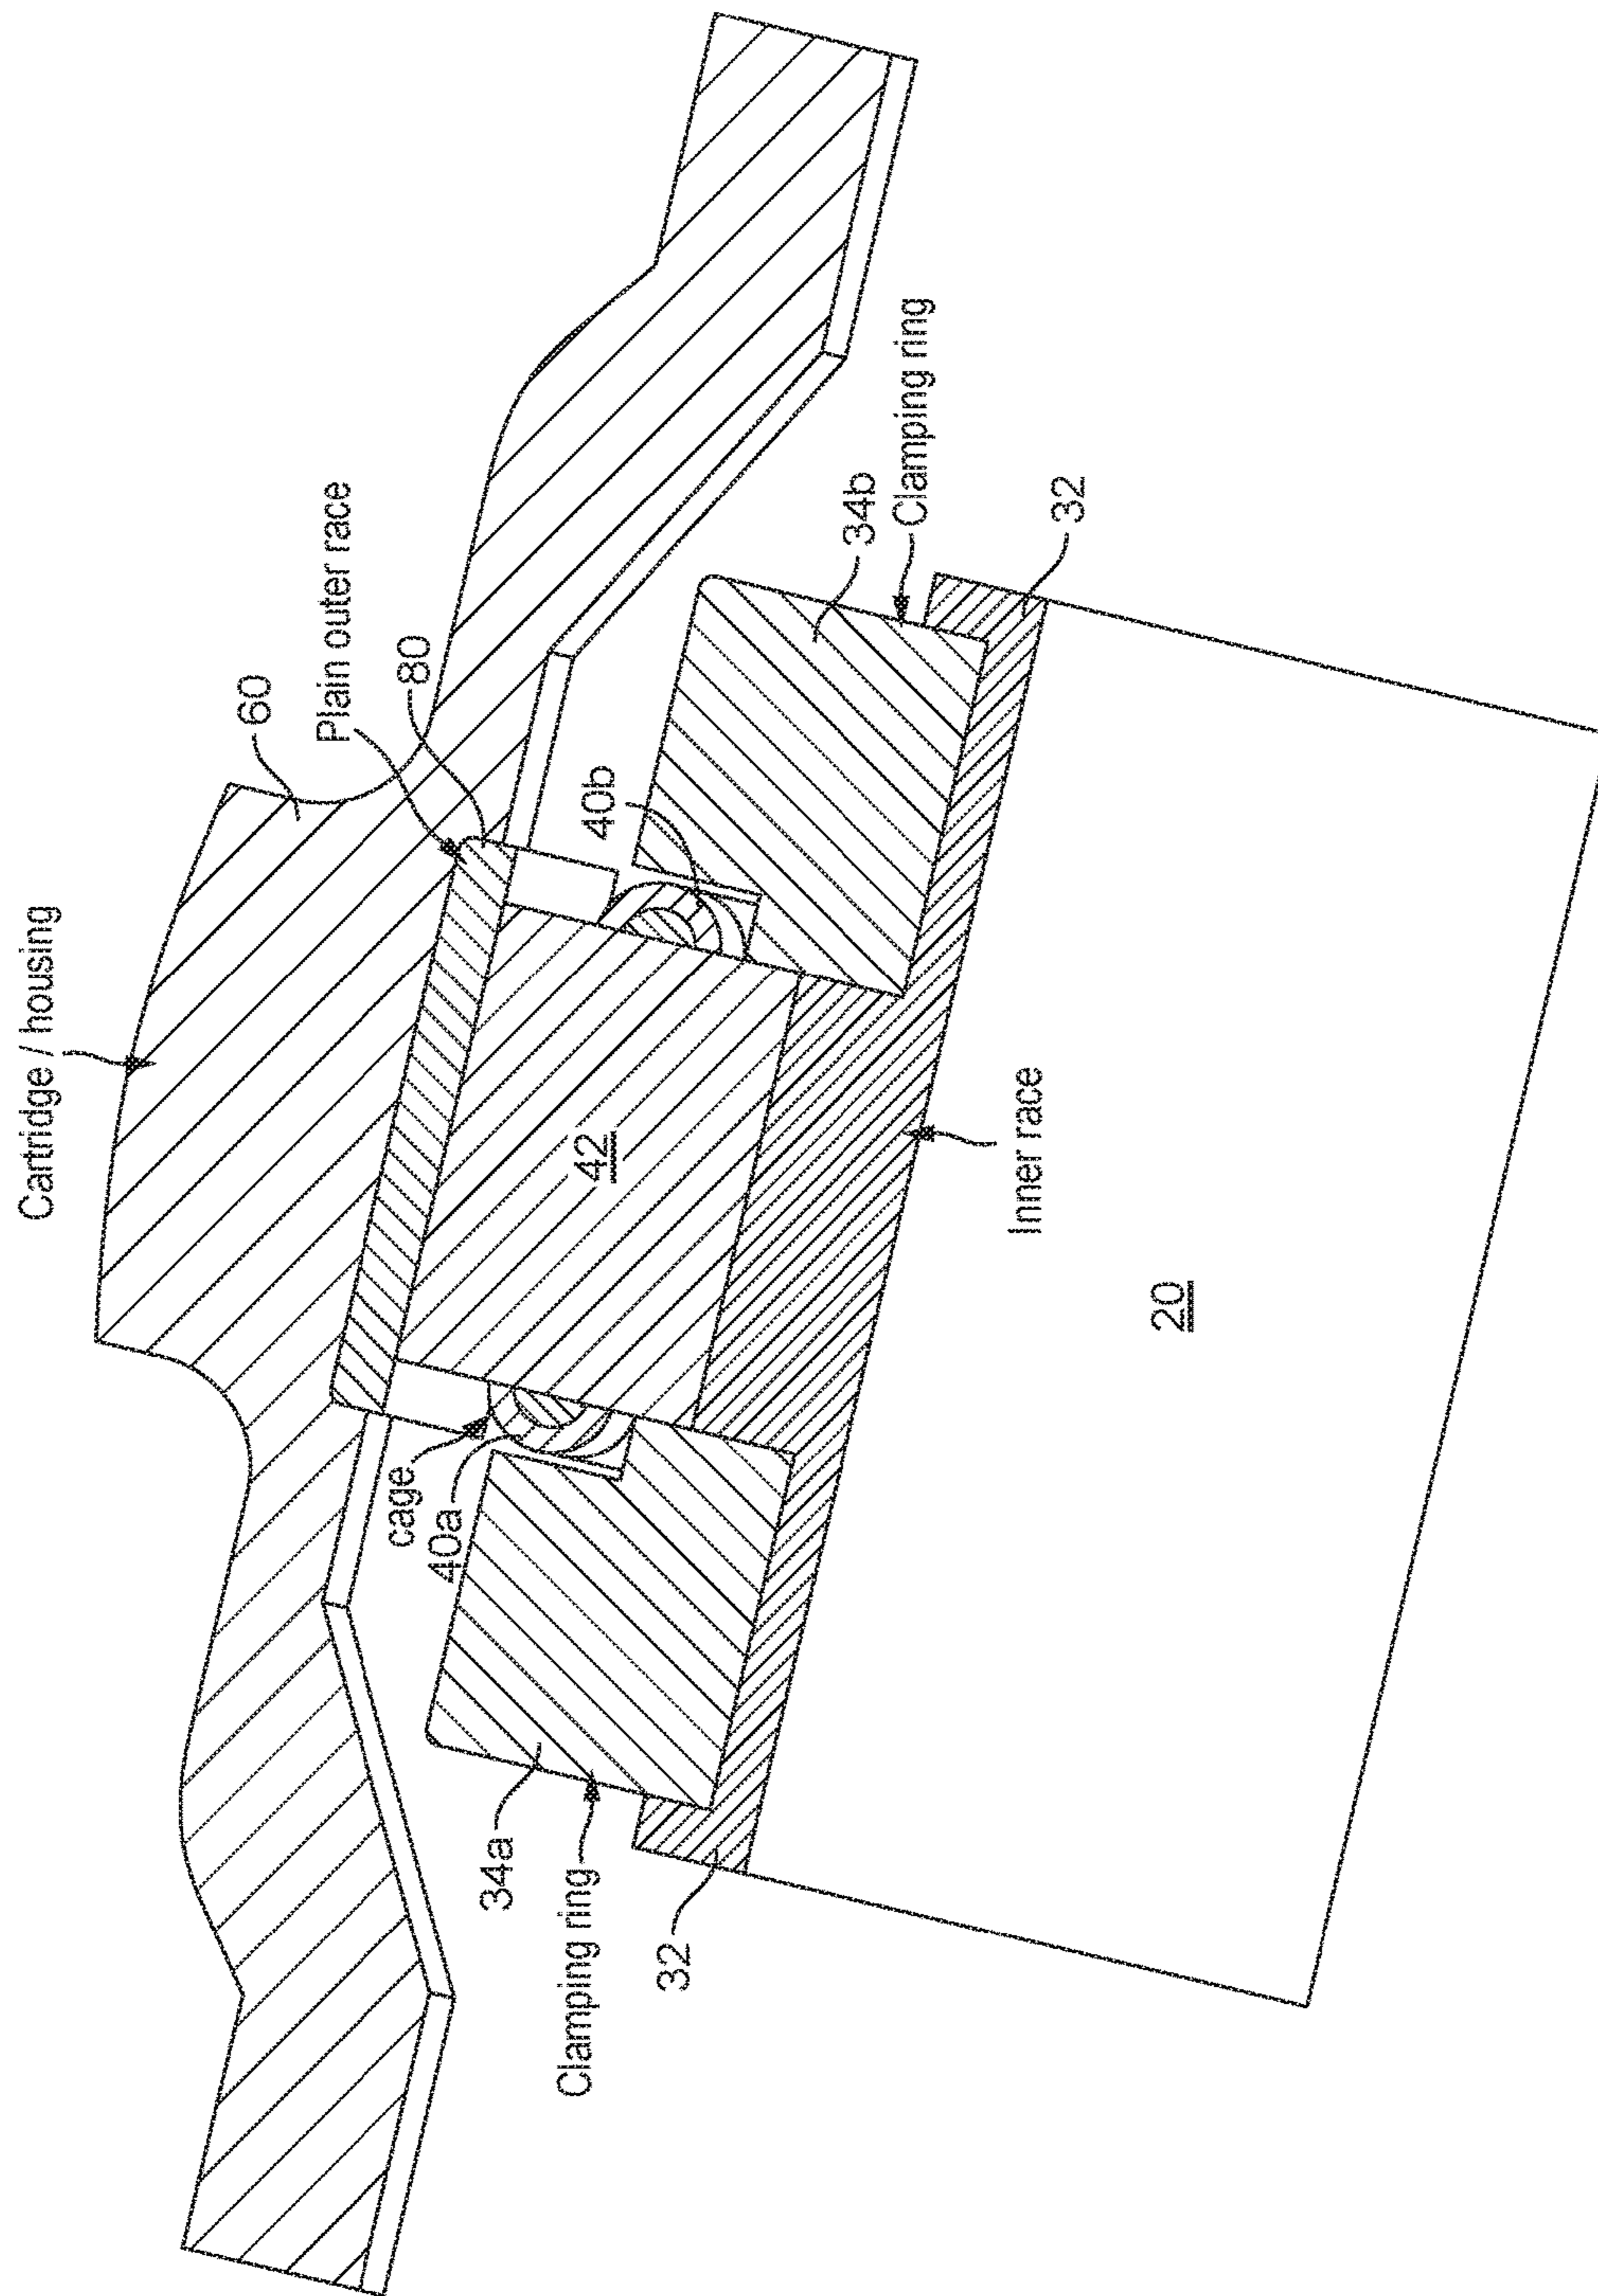 Cartridge / housing
60
Plain outer race
80
40b
34b
Clamping ring
32
42
Inner race
20
cage
40a
34a
Clamping ring
32